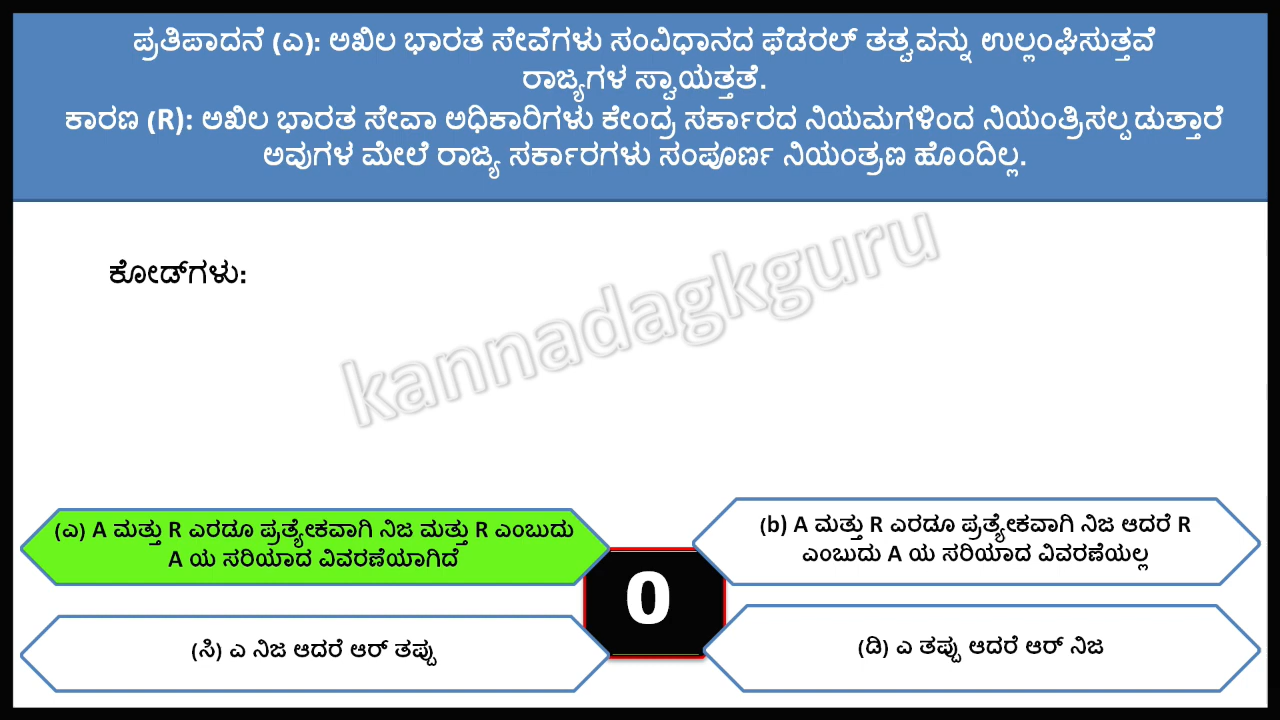 ಪ್ರತಿಪಾದನೆ (ಎ): ಅಖಿಲ ಭಾರತ ಸೇವೆಗಳು ಸಂವಿಧಾನದ ಫೆಡರಲ್ ತತ್ವವನ್ನು ಉಲ್ಲಂಘಿಸುತ್ತವೆ
ರಾಜ್ಯಗಳ ಸ್ವಾಯತ್ತತೆ.
ಕಾರಣ (R): ಅಖಿಲ ಭಾರತ ಸೇವಾ ಅಧಿಕಾರಿಗಳು ಕೇಂದ್ರ ಸರ್ಕಾರದ ನಿಯಮಗಳಿಂದ ನಿಯಂತ್ರಿಸಲ್ಪಡುತ್ತಾರೆ
ಅವುಗಳ ಮೇಲೆ ರಾಜ್ಯ ಸರ್ಕಾರಗಳು ಸಂಪೂರ್ಣ ನಿಯಂತ್ರಣ ಹೊಂದಿಲ್ಲ.
kannadagkguru
ಕೋಡ್‌ಗಳು:
(ಎ) A ಮತ್ತು R ಎರಡೂ ಪ್ರತ್ಯೇಕವಾಗಿ ನಿಜ ಮತ್ತು R ಎಂಬುದು
A ಯ ಸರಿಯಾದ ವಿವರಣೆಯಾಗಿದೆ
(b) A ಮತ್ತು R ಎರಡೂ ಪ್ರತ್ಯೇಕವಾಗಿ ನಿಜ ಆದರೆ R
ಎಂಬುದು A ಯ ಸರಿಯಾದ ವಿವರಣೆಯಲ್ಲ
0
(ಸಿ) ಎ ನಿಜ ಆದರೆ ಆರ್ ತಪ್ಪು
(ಡಿ) ಎ ತಪ್ಪು ಆದರೆ ಆರ್ ನಿಜ